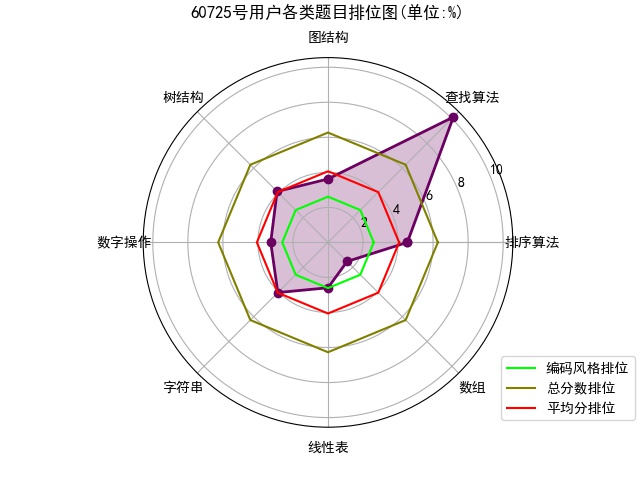 60725号用户各类题目排位图(单位:%)
图结构
树结构
查找算法
10
8
6
4
2
数字操作
排序算法
字符串
数组
线性表
编码风格排位
总分数排位
平均分排位